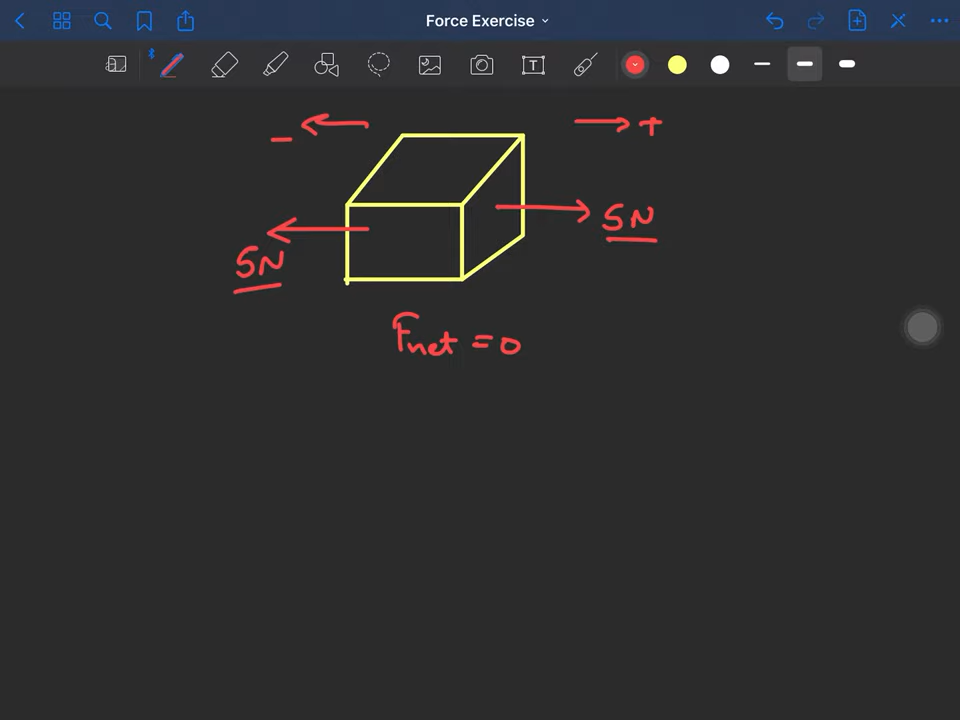 Force Exercise
T
- +
5N
5N
Fnet = 0